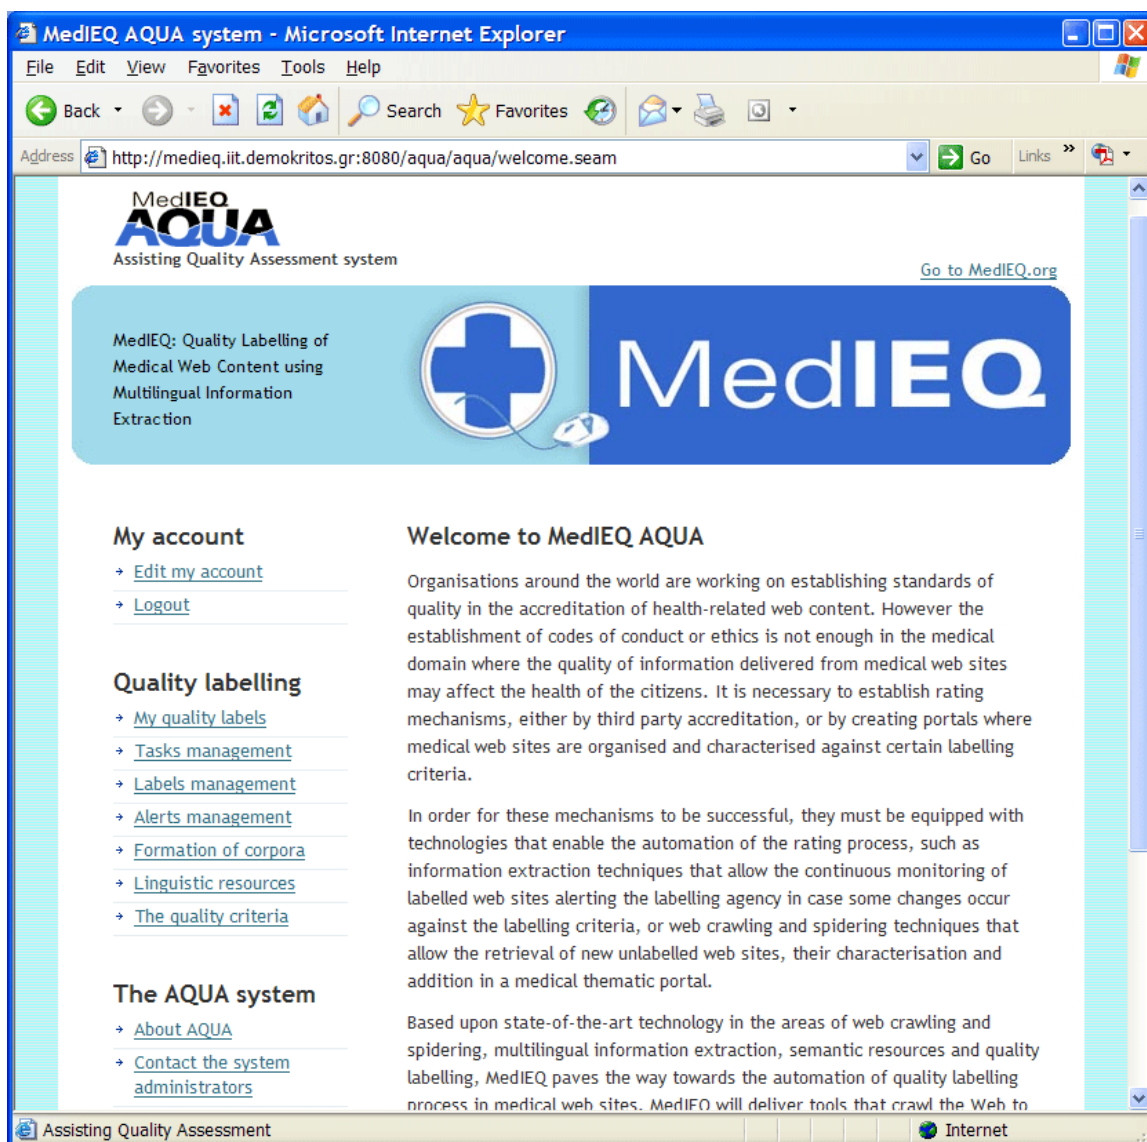 MedIEQ AQUA system - Microsoft Internet Explorer
File Edit View Favorites Tools Help
Back Search Favorites
Address http://medieq.iit.demokritos.gr:8080/aqua/aqua/welcome.seam Go Links »
MedIEQ
AQUA
Assisting Quality Assessment system
Go to MedIEQ.org
MedIEQ: Quality Labelling of
Medical Web Content using
Multilingual Information
Extraction
MedIEQ
My account
Edit my account
Logout
Quality labelling
My quality labels
Tasks management
Labels management
Alerts management
Formation of corpora
Linguistic resources
The quality criteria
The AQUA system
About AQUA
Contact the system
administrators
Welcome to MedIEQ AQUA
Organisations around the world are working on establishing standards of
quality in the accreditation of health-related web content. However the
establishment of codes of conduct or ethics is not enough in the medical
domain where the quality of information delivered from medical web sites
may affect the health of the citizens. It is necessary to establish rating
mechanisms, either by third party accreditation, or by creating portals where
medical web sites are organised and characterised against certain labelling
criteria.
In order for these mechanisms to be successful, they must be equipped with
technologies that enable the automation of the rating process, such as
information extraction techniques that allow the continuous monitoring of
labelled web sites alerting the labelling agency in case some changes occur
against the labelling criteria, or web crawling and spidering techniques that
allow the retrieval of new unlabelled web sites, their characterisation and
addition in a medical thematic portal.
Based upon state-of-the-art technology in the areas of web crawling and
spidering, multilingual information extraction, semantic resources and quality
labelling, MedIEQ paves the way towards the automation of quality labelling
process in medical web sites. MedIEQ will deliver tools that crawl the Web to
Assisting Quality Assessment
Internet